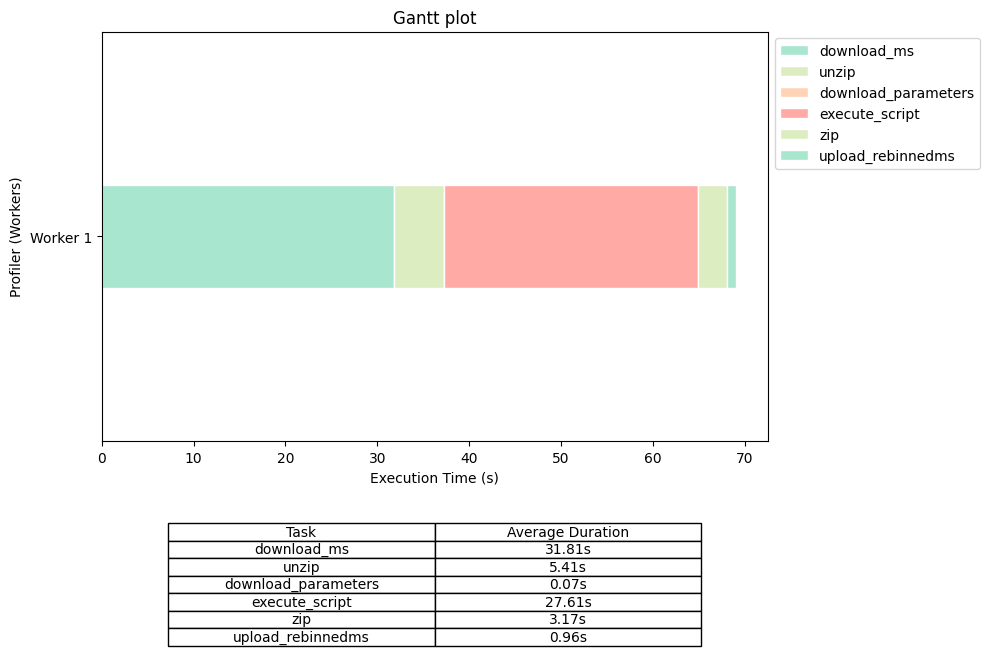 Gantt plot
download_ms
unzip
download_parameters
execute_script
zip
upload_rebinnedms
Profiler (Workers)
Worker 1
0 10 20 30 40 50 60 70
Execution Time (s)
Task Average Duration
download_ms 31.81s
unzip 5.41s
download_parameters 0.07s
execute_script 27.61s
zip 3.17s
upload_rebinnedms 0.96s